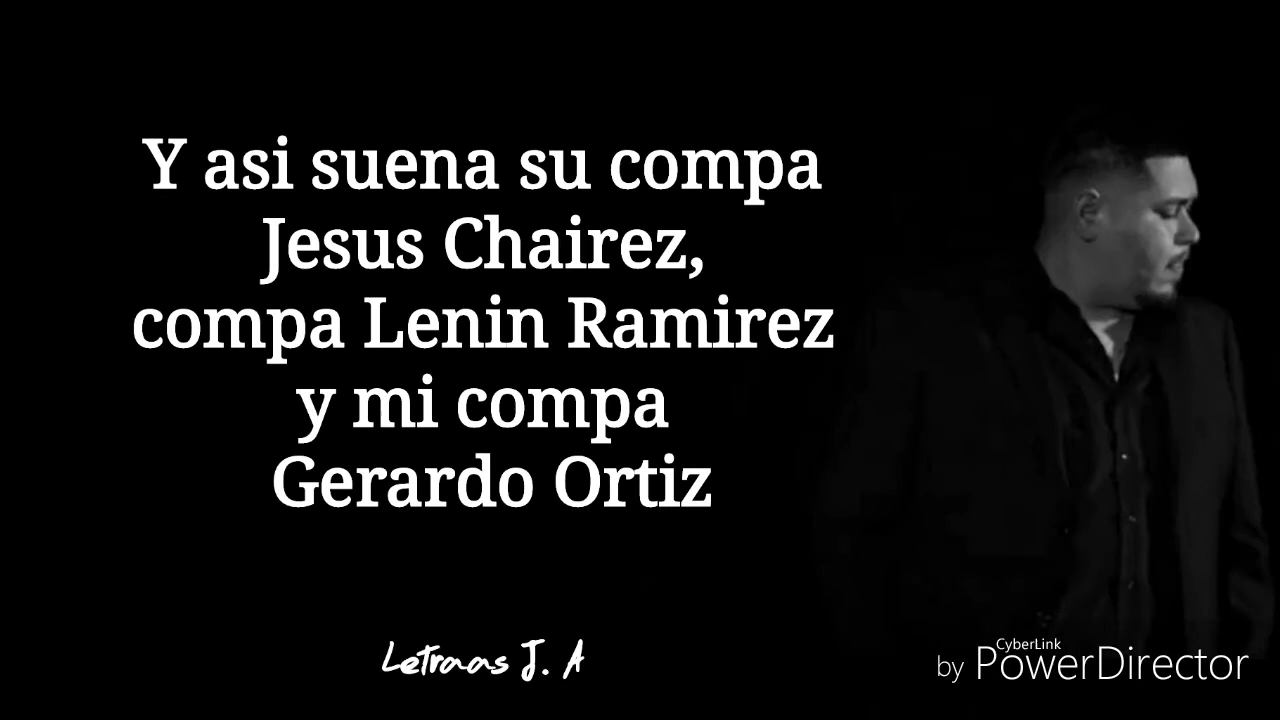 Y asi suena su compa
Jesus Chairez,
compa Lenin Ramirez
y mi compa
Gerardo Ortiz
Letraas J. A
by CyberLink PowerDirector